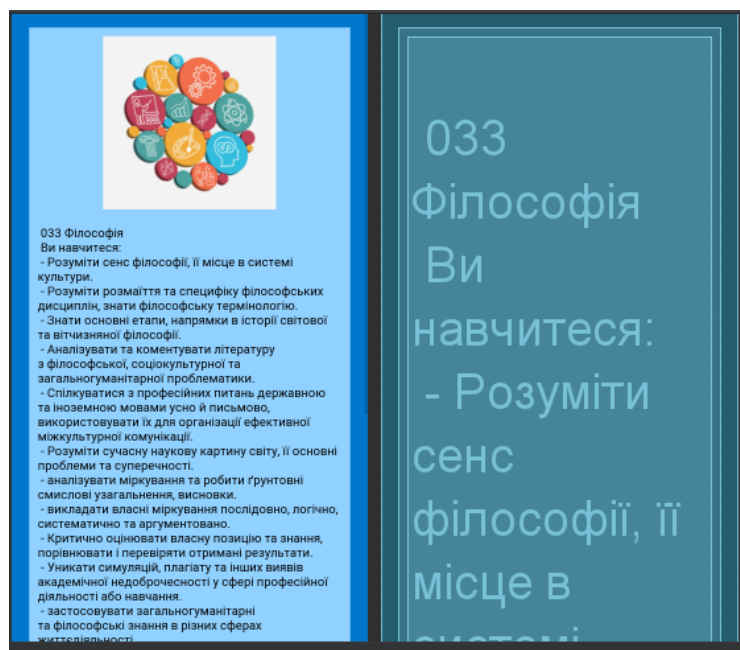 033 Філософія
Ви навчитеся:
- Розуміти сенс філософії, її місце в системі
культури.
- Розуміти розмаїття та специфіку філософських
дисциплін, знати філософську термінологію.
- Знати основні етапи, напрямки в історії світової
та вітчизняної філософії.
- Аналізувати та коментувати літературу
з філософської, соціокультурної та
загальногуманітарної проблематики.
- Спілкуватися з професійних питань державною
та іноземною мовами усно й письмово,
використовувати їх для організації ефективної
міжкультурної комунікації.
- Розуміти сучасну наукову картину світу, її основні
проблеми та суперечності.
- аналізувати міркування та робити ґрунтовні
смислові узагальнення, висновки.
- викладати власні міркування послідовно, логічно,
систематично та аргументовано.
- Критично оцінювати власну позицію та знання,
порівнювати і перевіряти отримані результати.
- Уникати симуляцій, плагіату та інших виявів
академічної недоброчесності у сфері професійної
діяльності або навчання.
- застосовувати загальногуманітарні
та філософські знання в різних сферах
життєдіяльності
033
Філософія
Ви
навчитеся:
- Розуміти
сенс
філософії, її
місце в
системі